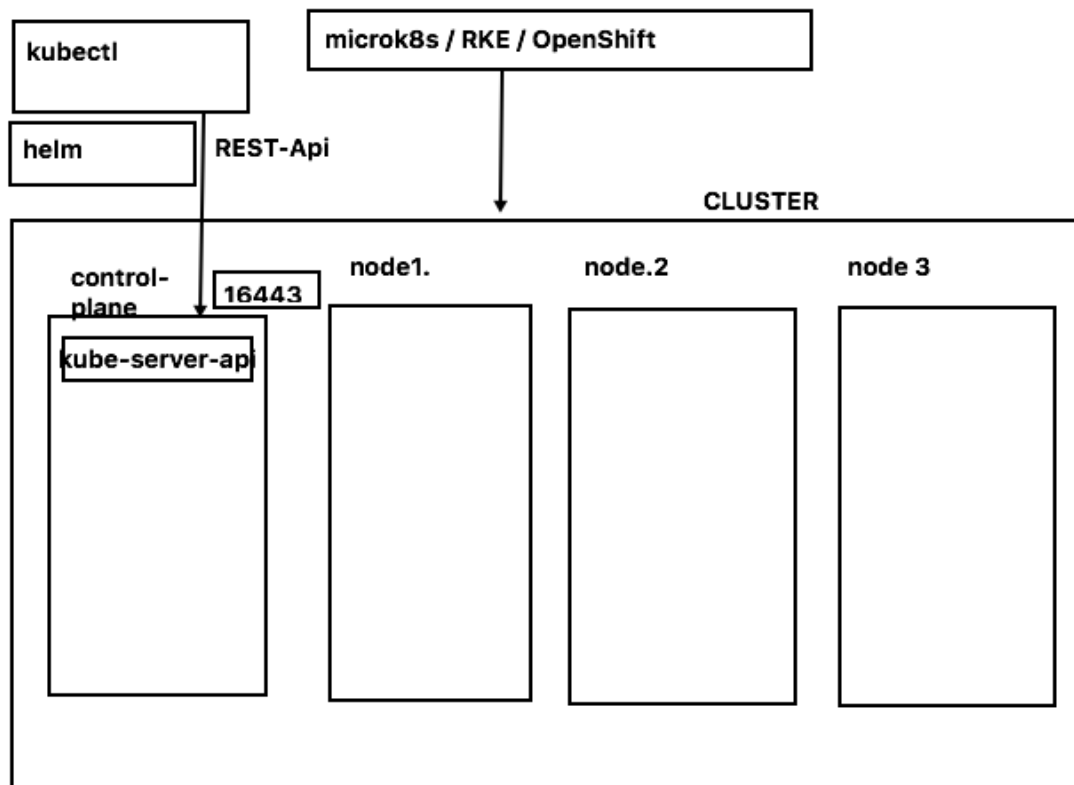 kubectl
microk8s / RKE / OpenShift
helm
REST-Api
CLUSTER
control-
plane
16443
node1.
node.2
node 3
kube-server-api